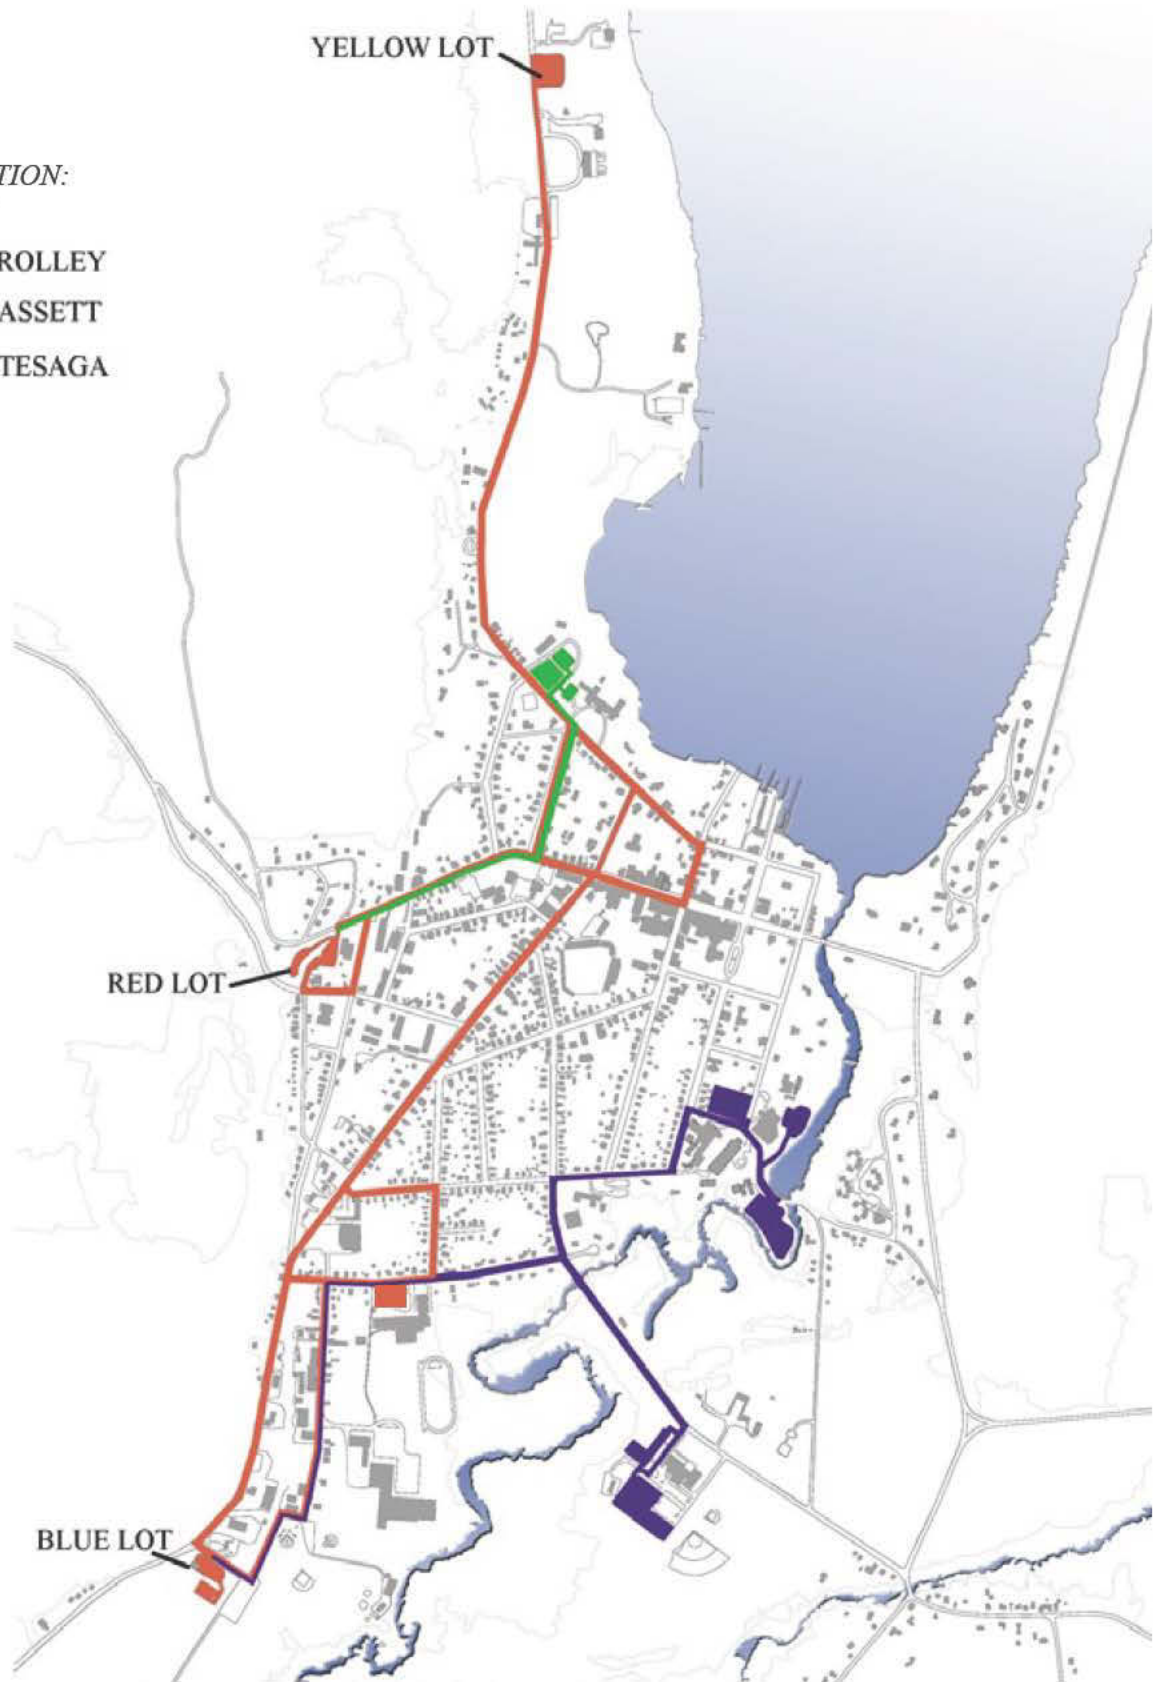 YELLOW LOT
TION:
ROLLEY
ASSETT
TESAGA
RED LOT
BLUE LOT